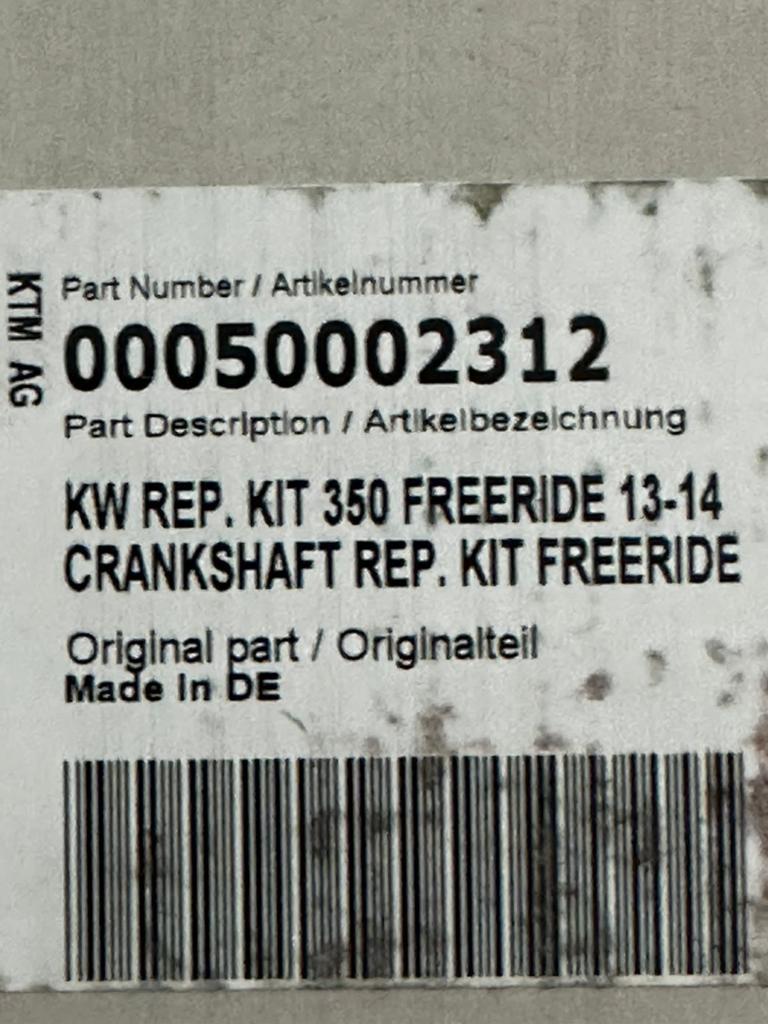 KTM AG
Part Number / Artikelnummer
00050002312
Part Description / Artikelbezeichnung
KW REP. KIT 350 FREERIDE 13-14
CRANKSHAFT REP. KIT FREERIDE
Original part / Originalteil
Made in DE